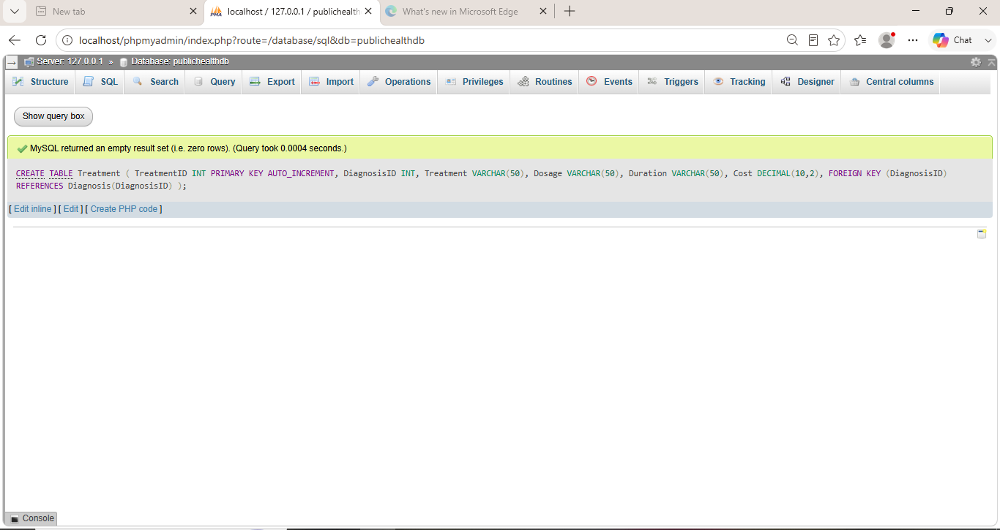 New tab
localhost / 127.0.0.1 / publichealth
What's new in Microsoft Edge
localhost/phpmyadmin/index.php?route=/database/sql&db=publichealthdb
Chat
Server: 127.0.0.1 » Database: publichealthdb
Structure SQL Search Query Export Import Operations Privileges Routines Events Triggers Tracking Designer Central columns
Show query box
MySQL returned an empty result set (i.e. zero rows). (Query took 0.0004 seconds.)
CREATE TABLE Treatment ( TreatmentID INT PRIMARY KEY AUTO_INCREMENT, DiagnosisID INT, Treatment VARCHAR(50), Dosage VARCHAR(50), Duration VARCHAR(50), Cost DECIMAL(10,2), FOREIGN KEY (DiagnosisID)
REFERENCES Diagnosis(DiagnosisID) );
[ Edit inline ] [ Edit ] [ Create PHP code ]
Console